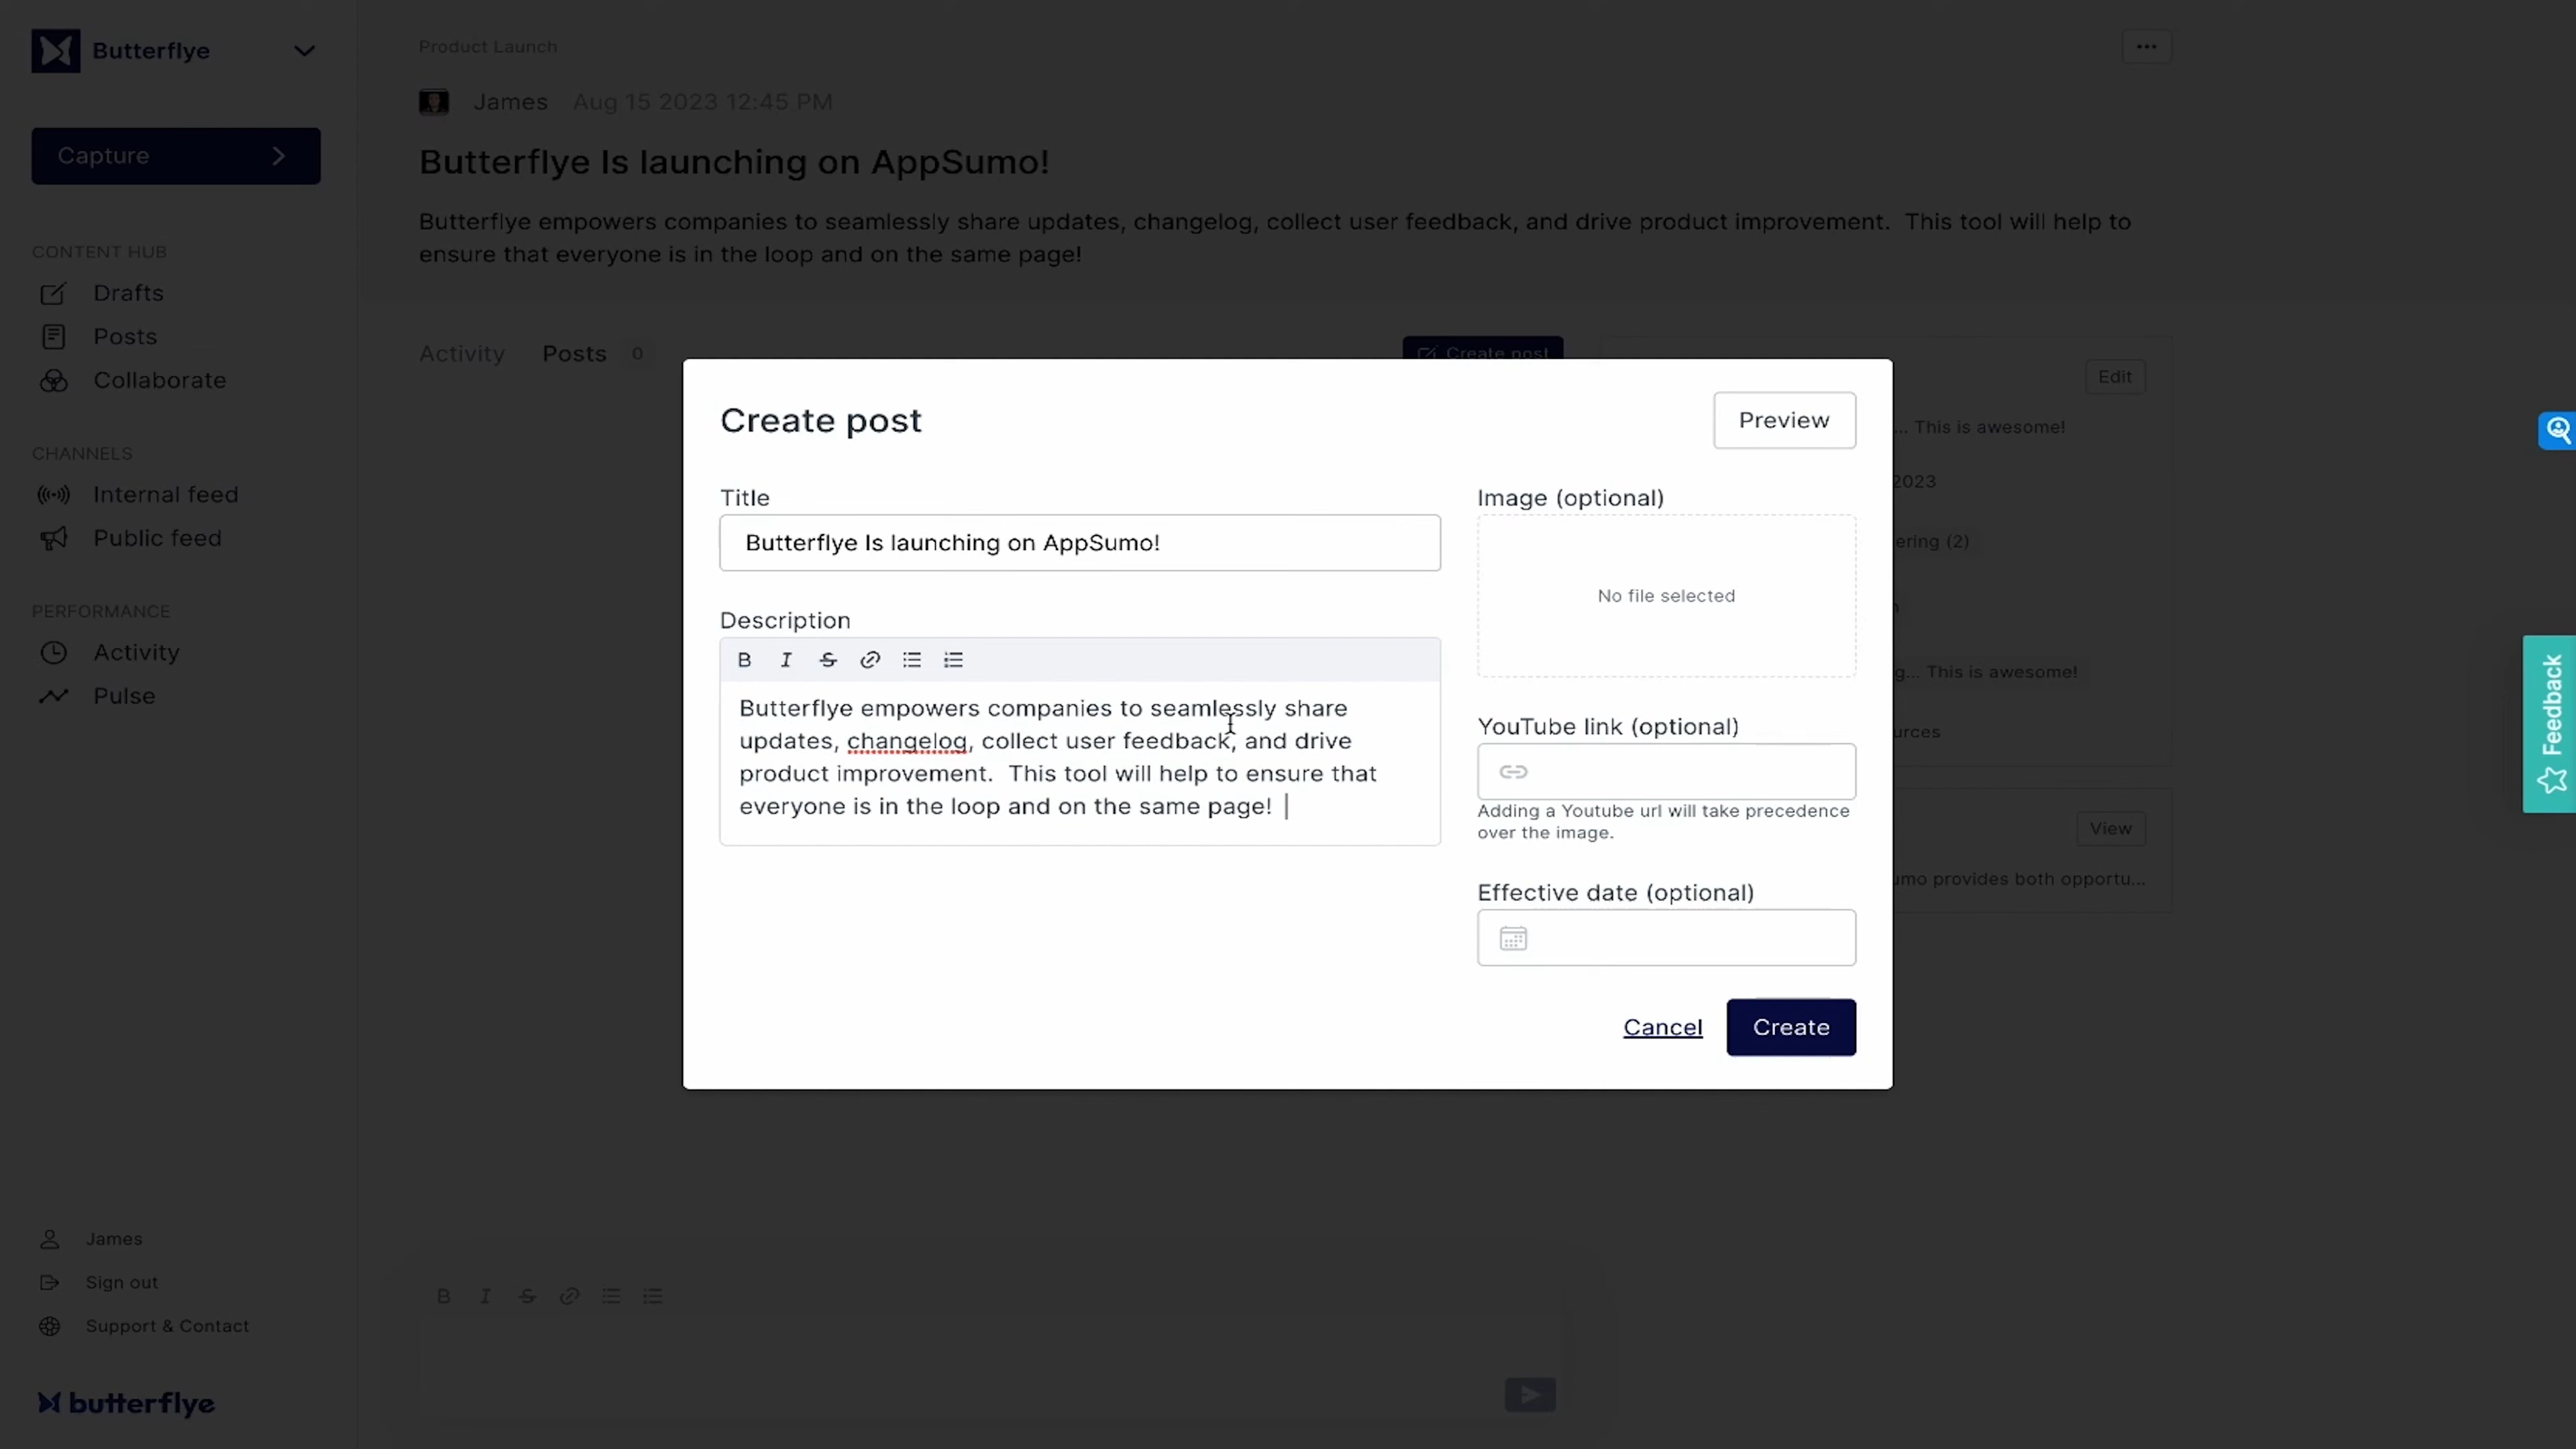 Butterflye
Capture
CONTENT HUB
Drafts
Posts
Collaborate
CHANNELS
Internal feed
Public feed
PERFORMANCE
Activity
Pulse
James
Sign out
Support & Contact
butterflye
Product Launch
James Aug 15 2023 12:45 PM
Butterflye Is launching on AppSumo!
Butterflye empowers companies to seamlessly share updates, changelog, collect user feedback, and drive product improvement.  This tool will help to
ensure that everyone is in the loop and on the same page!
Activity Posts 0
Create post
Create post
Preview
Title
Butterflye Is launching on AppSumo!
Description
Butterflye empowers companies to seamlessly share
updates, changelog, collect user feedback, and drive
product improvement.  This tool will help to ensure that
everyone is in the loop and on the same page!
Image (optional)
No file selected
YouTube link (optional)
Adding a Youtube url will take precedence
over the image.
Effective date (optional)
Cancel
Create
Edit
... This is awesome!
2023
(2)
... This is awesome!
View
provides both opportu...
Feedback